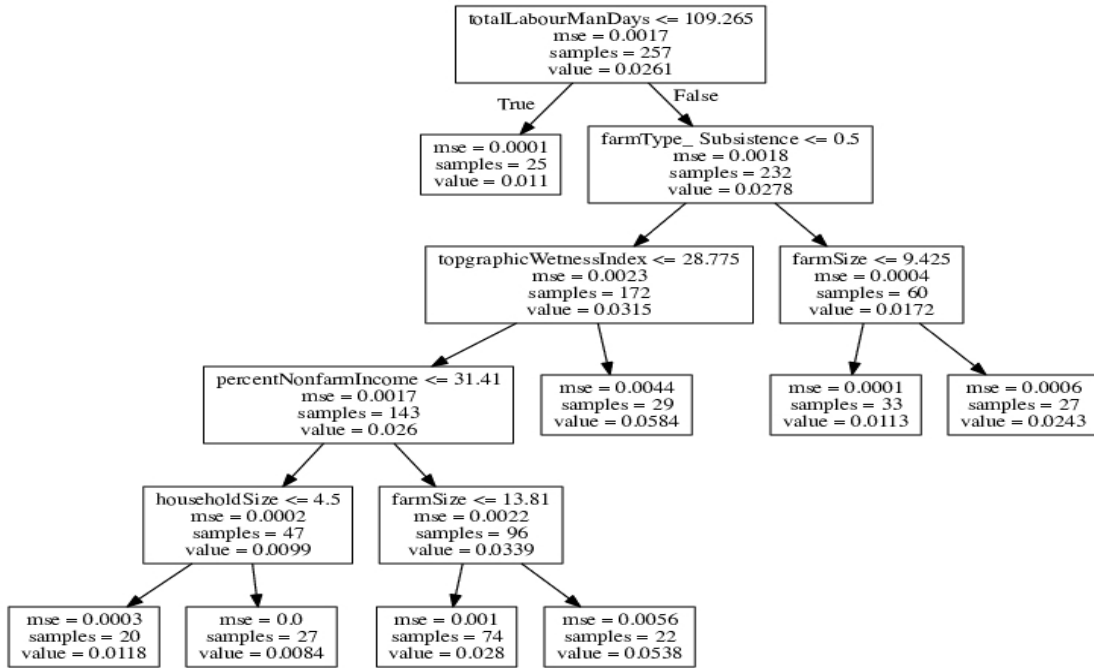 totalLabourManDays <= 109.265
mse = 0.0017
samples = 257
value = 0.0261
True
False
mse = 0.0001
samples = 25
value = 0.011
farmType_ Subsistence <= 0.5
mse = 0.0018
samples = 232
value = 0.0278
topgraphicWetnessIndex <= 28.775
mse = 0.0023
samples = 172
value = 0.0315
farmSize <= 9.425
mse = 0.0004
samples = 60
value = 0.0172
percentNonfarmIncome <= 31.41
mse = 0.0017
samples = 143
value = 0.026
mse = 0.0044
samples = 29
value = 0.0584
mse = 0.0001
samples = 33
value = 0.0113
mse = 0.0006
samples = 27
value = 0.0243
householdSize <= 4.5
mse = 0.0002
samples = 47
value = 0.0099
farmSize <= 13.81
mse = 0.0022
samples = 96
value = 0.0339
mse = 0.0003
samples = 20
value = 0.0118
mse = 0.0
samples = 27
value = 0.0084
mse = 0.001
samples = 74
value = 0.028
mse = 0.0056
samples = 22
value = 0.0538